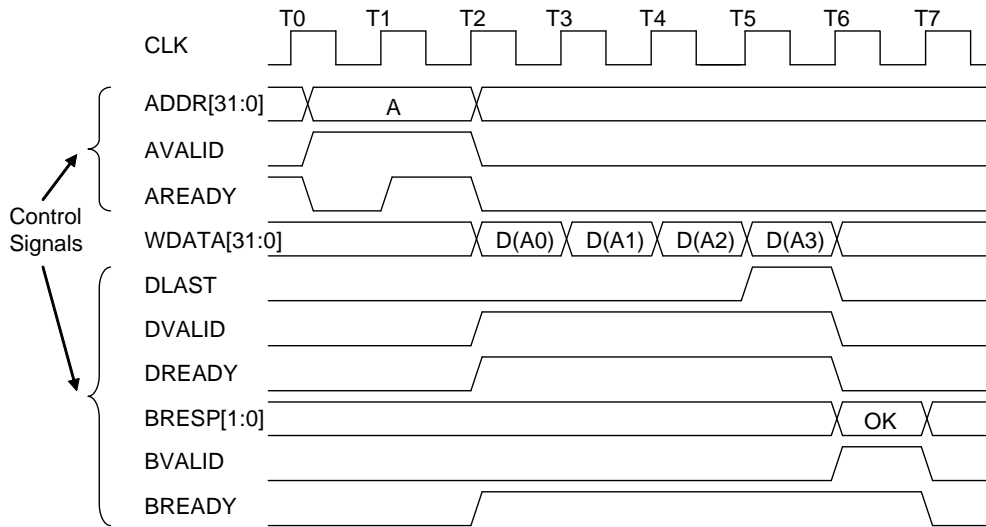 T0 T1 T2 T3 T4 T5 T6 T7
CLK
ADDR[31:0] A
AVALID
AREADY
Control
Signals
WDATA[31:0] D(A0) D(A1) D(A2) D(A3)
DLAST
DVALID
DREADY
BRESP[1:0] OK
BVALID
BREADY